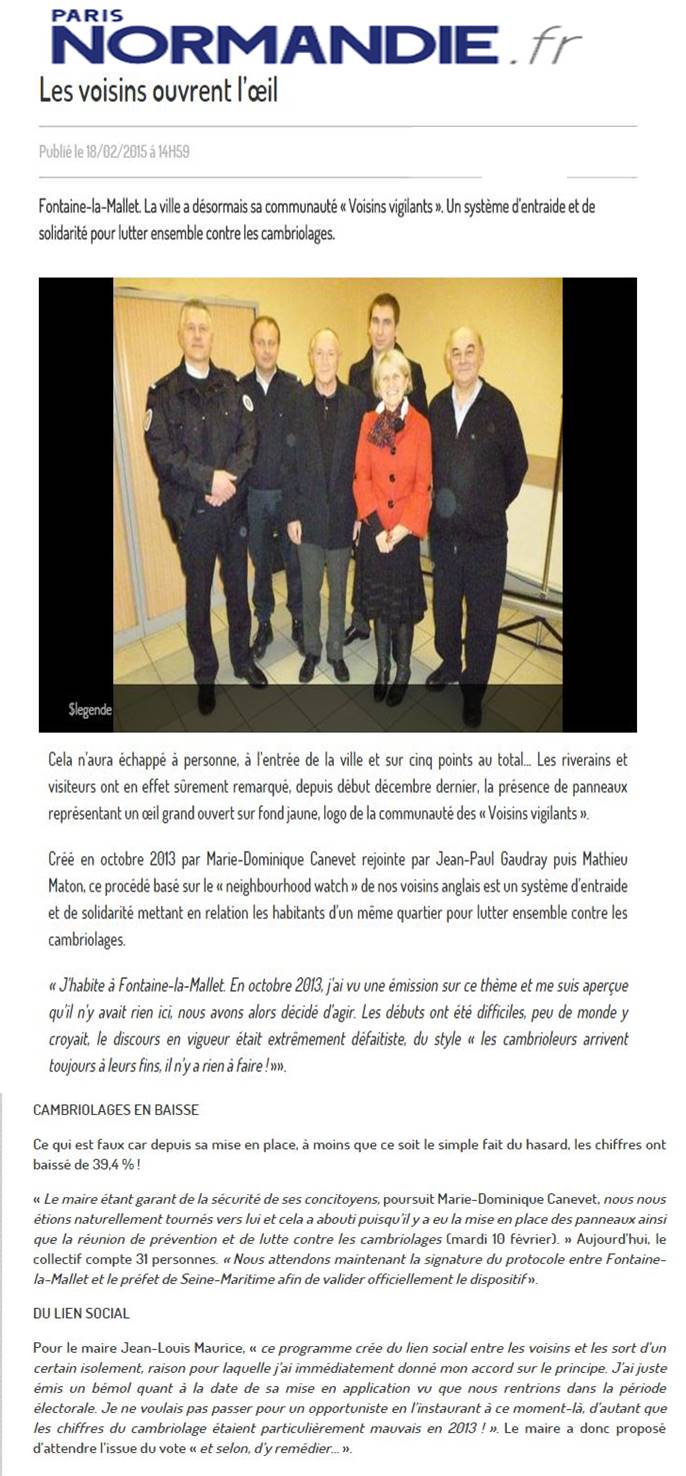 PARIS
NORMANDIE.fr
Les voisins ouvrent l'œil
Publié le 18/02/2015 á 14H59
Fontaine-la-Mallet. La ville a désormais sa communauté « Voisins vigilants ». Un système d'entraide et de
solidarité pour lutter ensemble contre les cambriolages.
$legende
Cela n'aura échappé à personne, à l'entrée de la ville et sur cinq points au total... Les riverains et
visiteurs ont en effet sûrement remarqué, depuis début décembre dernier, la présence de panneaux
représentant un œil grand ouvert sur fond jaune, logo de la communauté des « Voisins vigilants ».
Créé en octobre 2013 par Marie-Dominique Canevet rejointe par Jean-Paul Gaudray puis Mathieu
Maton, ce procédé basé sur le « neighbourhood watch » de nos voisins anglais est un système d'entraide
et de solidarité mettant en relation les habitants d'un même quartier pour lutter ensemble contre les
cambriolages.
« J'habite à Fontaine-la-Mallet. En octobre 2013, j'ai vu une émission sur ce thème et me suis aperçue
qu'il n'y avait rien ici, nous avons alors décidé d'agir. Les débuts ont été difficiles, peu de monde y
croyait, le discours en vigueur était extrêmement défaitiste, du style « les cambrioleurs arrivent
toujours à leurs fins, il n'y a rien à faire ! »».
CAMBRIOLAGES EN BAISSE
Ce qui est faux car depuis sa mise en place, à moins que ce soit le simple fait du hasard, les chiffres ont
baissé de 39,4 % !
« Le maire étant garant de la sécurité de ses concitoyens, poursuit Marie-Dominique Canevet, nous nous
étions naturellement tournés vers lui et cela a abouti puisqu'il y a eu la mise en place des panneaux ainsi
que la réunion de prévention et de lutte contre les cambriolages (mardi 10 février). » Aujourd'hui, le
collectif compte 31 personnes. « Nous attendons maintenant la signature du protocole entre Fontaine-
la-Mallet et le préfet de Seine-Maritime afin de valider officiellement le dispositif ».
DU LIEN SOCIAL
Pour le maire Jean-Louis Maurice, « ce programme crée du lien social entre les voisins et les sort d'un
certain isolement, raison pour laquelle j'ai immédiatement donné mon accord sur le principe. J'ai juste
émis un bémol quant à la date de sa mise en application vu que nous rentrions dans la période
électorale. Je ne voulais pas passer pour un opportuniste en l'instaurant à ce moment-là, d'autant que
les chiffres du cambriolage étaient particulièrement mauvais en 2013 ! ». Le maire a donc proposé
d'attendre l'issue du vote « et selon, d'y remédier... ».